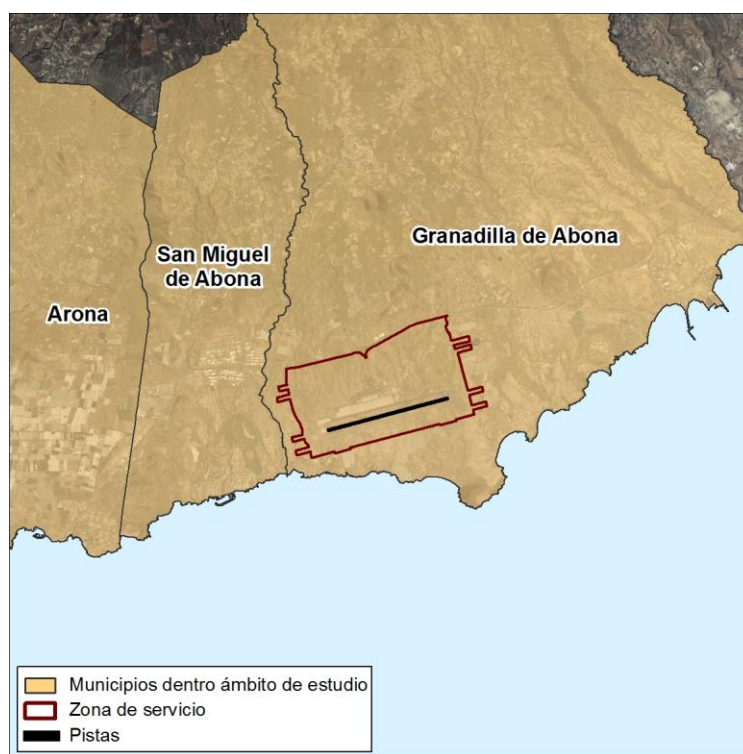 Granadilla de Abona
San Miguel
de Abona
Arona
Municipios dentro ámbito de estudio
Zona de servicio
Pistas